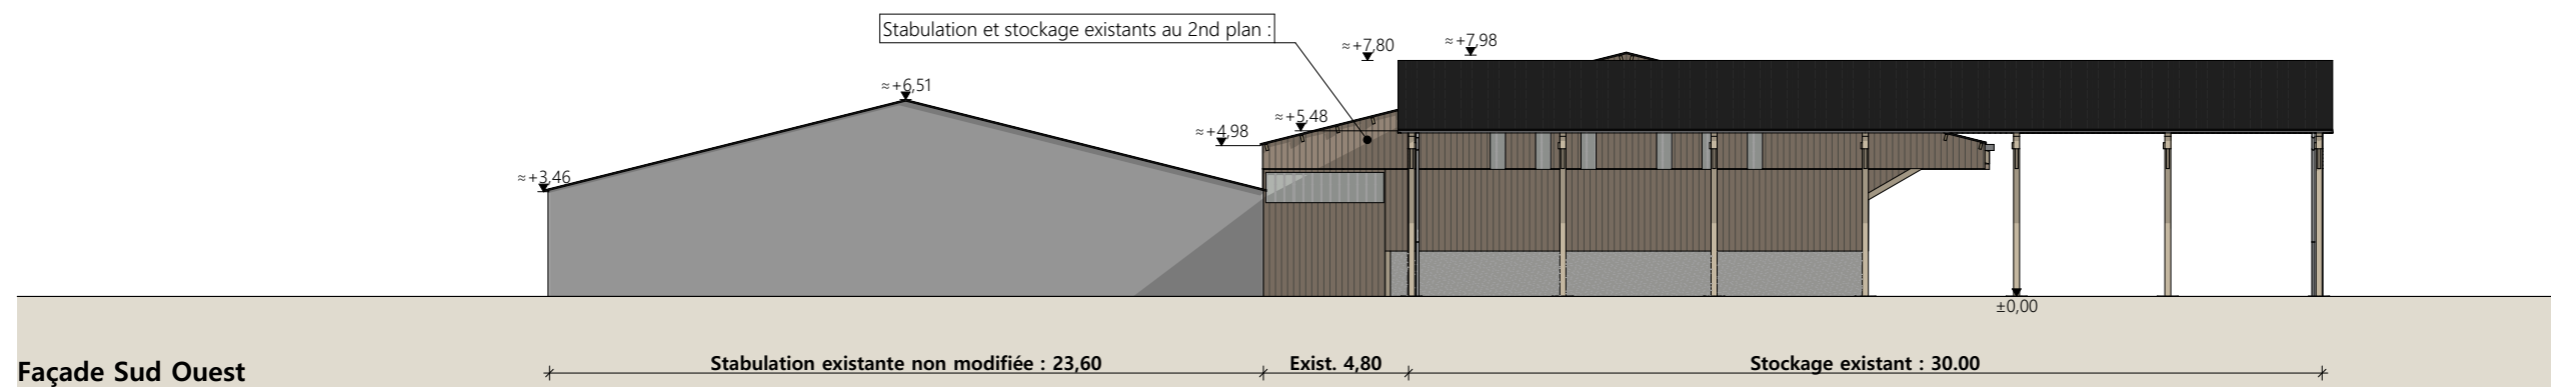 Stabulation et stockage existants au 2nd plan :
≈+7,80
≈+7,98
≈+6,51
≈+5,48
≈+4,98
≈+3,46
±0,00
Façade Sud Ouest
Stabulation existante non modifiée : 23,60
Exist. 4,80
Stockage existant : 30.00